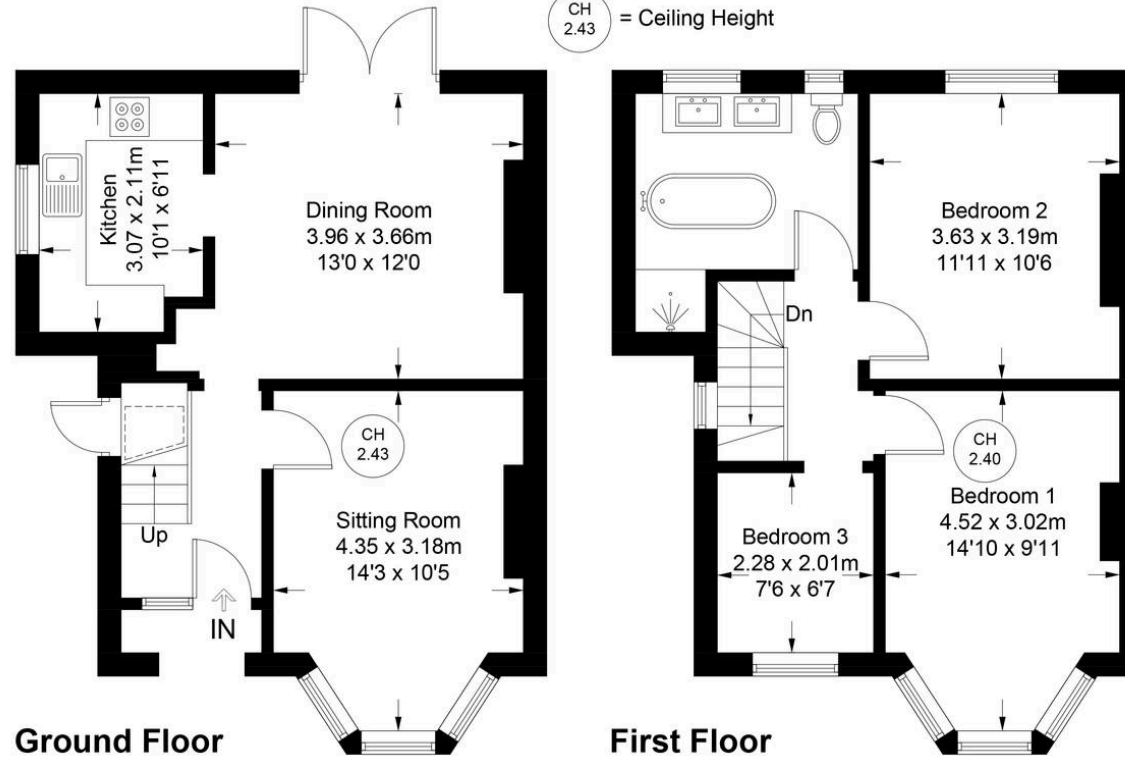 CH
2.43
= Ceiling Height
Kitchen
3.07 x 2.11m
10'1 x 6'11
Dining Room
3.96 x 3.66m
13'0 x 12'0
CH
2.43
Sitting Room
4.35 x 3.18m
14'3 x 10'5
Up
IN
Ground Floor
Bedroom 2
3.63 x 3.19m
11'11 x 10'6
Dn
CH
2.40
Bedroom 1
4.52 x 3.02m
14'10 x 9'11
Bedroom 3
2.28 x 2.01m
7'6 x 6'7
First Floor